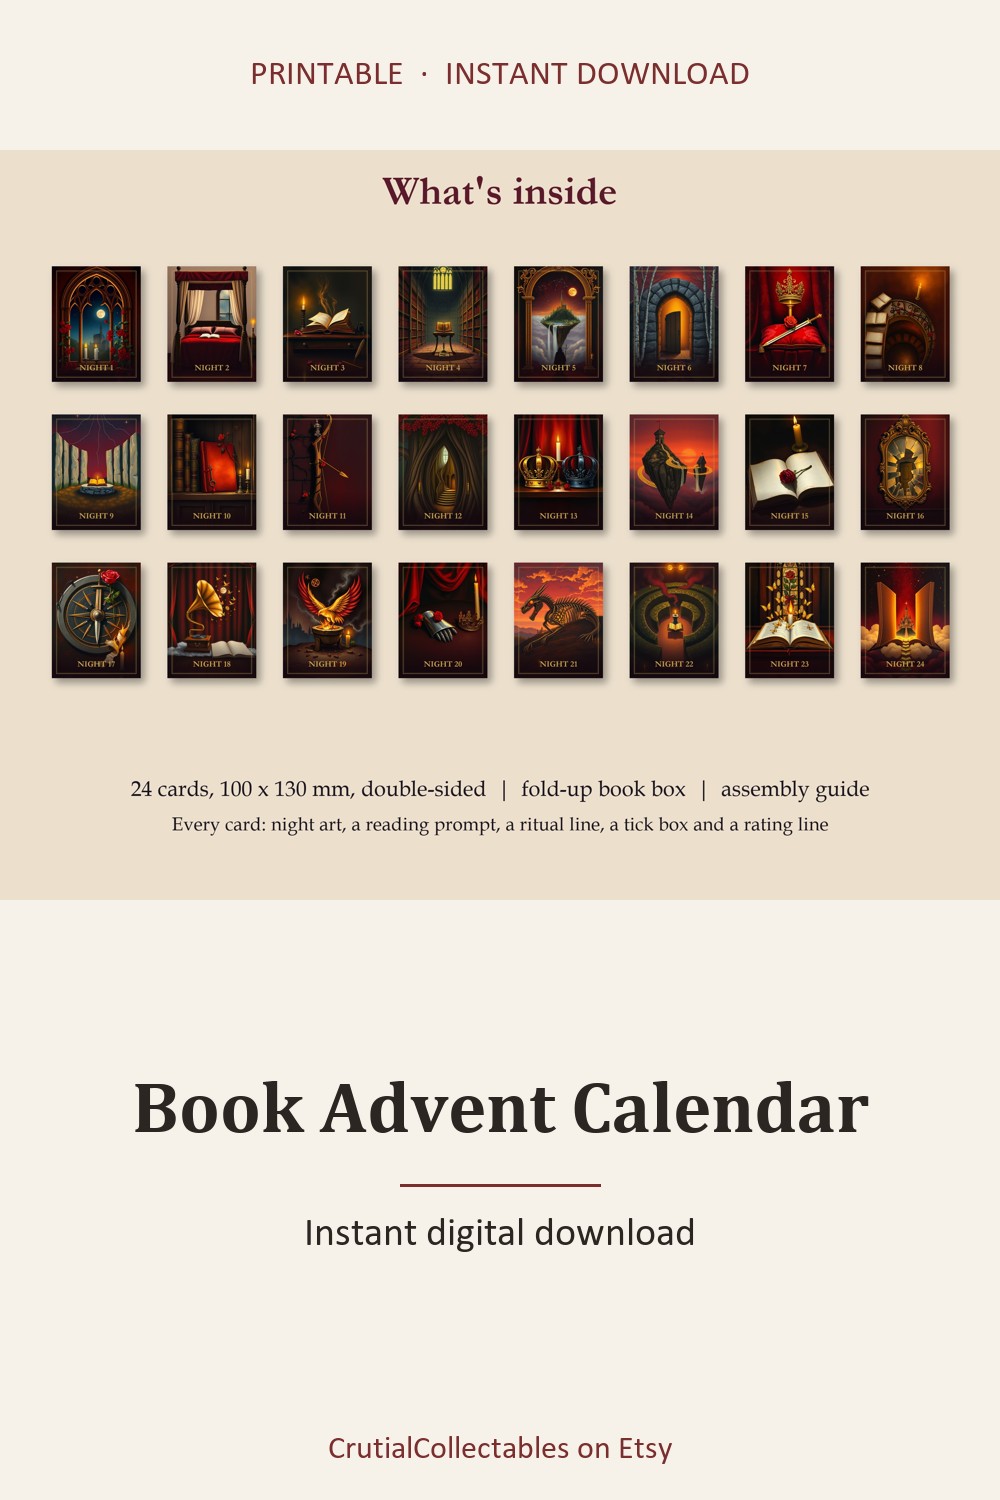 PRINTABLE · INSTANT DOWNLOAD
What's inside
NIGHT 1
NIGHT 2
NIGHT 3
NIGHT 4
NIGHT 5
NIGHT 6
NIGHT 7
NIGHT 8
NIGHT 9
NIGHT 10
NIGHT 11
NIGHT 12
NIGHT 13
NIGHT 14
NIGHT 15
NIGHT 16
NIGHT 17
NIGHT 18
NIGHT 19
NIGHT 20
NIGHT 21
NIGHT 22
NIGHT 23
NIGHT 24
24 cards, 100 x 130 mm, double-sided | fold-up book box | assembly guide
Every card: night art, a reading prompt, a ritual line, a tick box and a rating line
Book Advent Calendar
Instant digital download
CrutialCollectables on Etsy